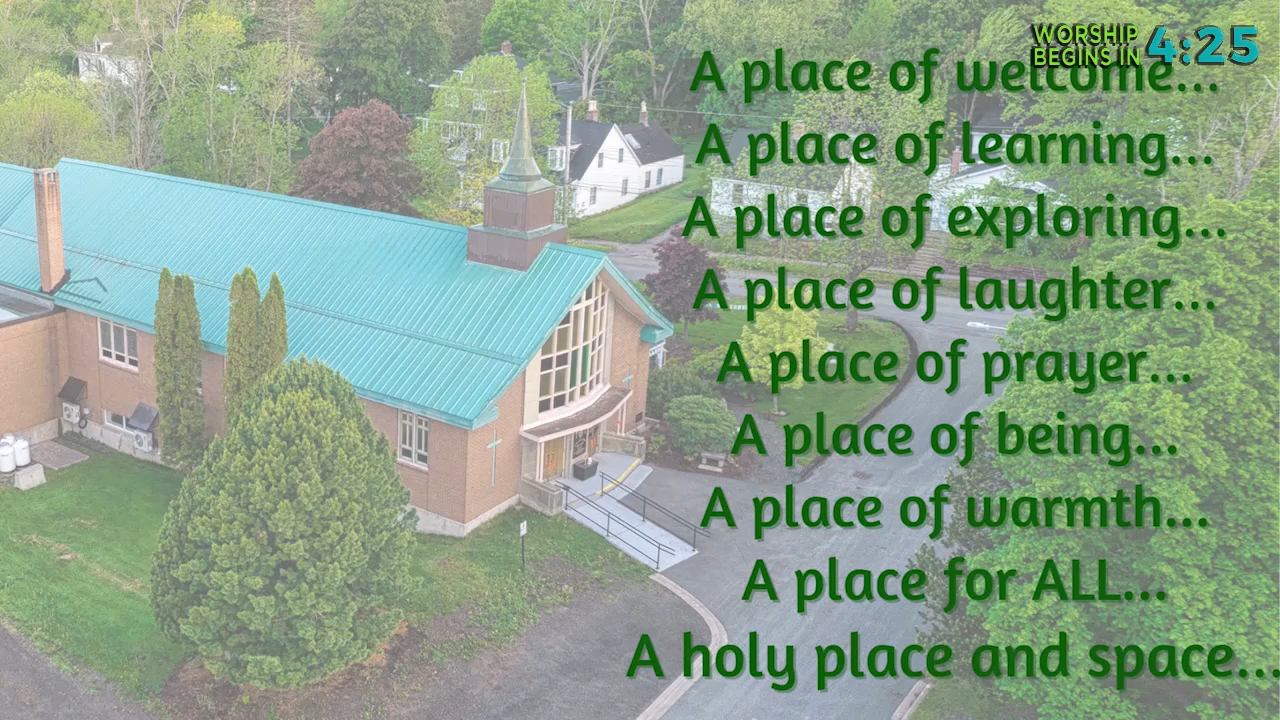 WORSHIP
BEGINS IN 4:25
A place of welcome...
A place of learning...
A place of exploring...
A place of laughter...
A place of prayer...
A place of being...
A place of warmth...
A place for ALL...
A holy place and space...